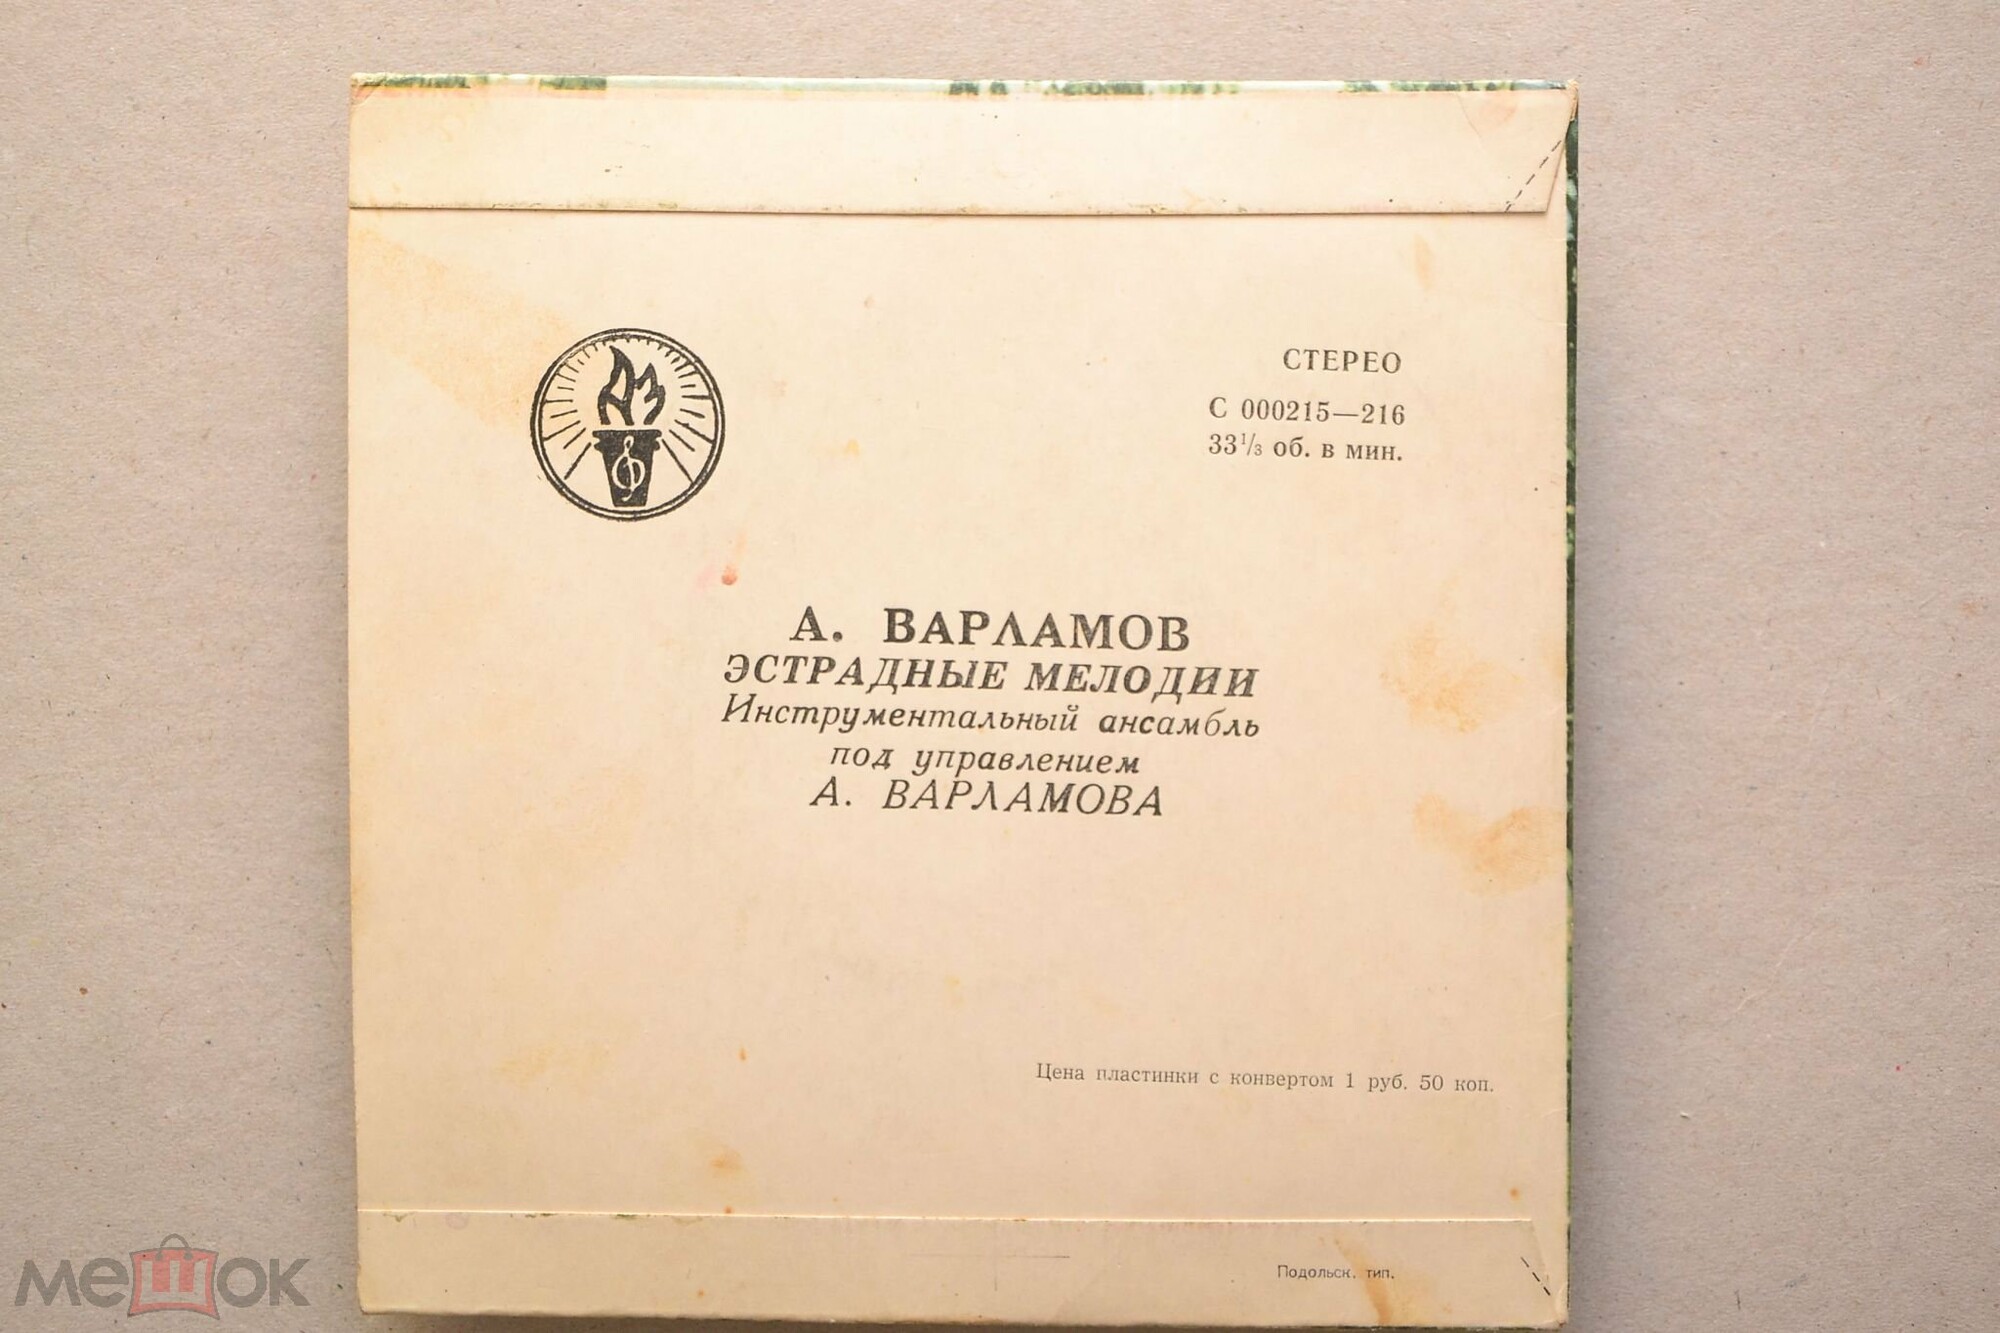 АЗ
СТЕРЕО
С 000215—216
33⅓ об. в мин.
А. ВАРЛАМОВ
ЭСТРАДНЫЕ МЕЛОДИИ
Инструментальный ансамбль
под управлением
А. ВАРЛАМОВА
Цена пластинки с конвертом 1 руб. 50 коп.
Подольск. тип.
мешок